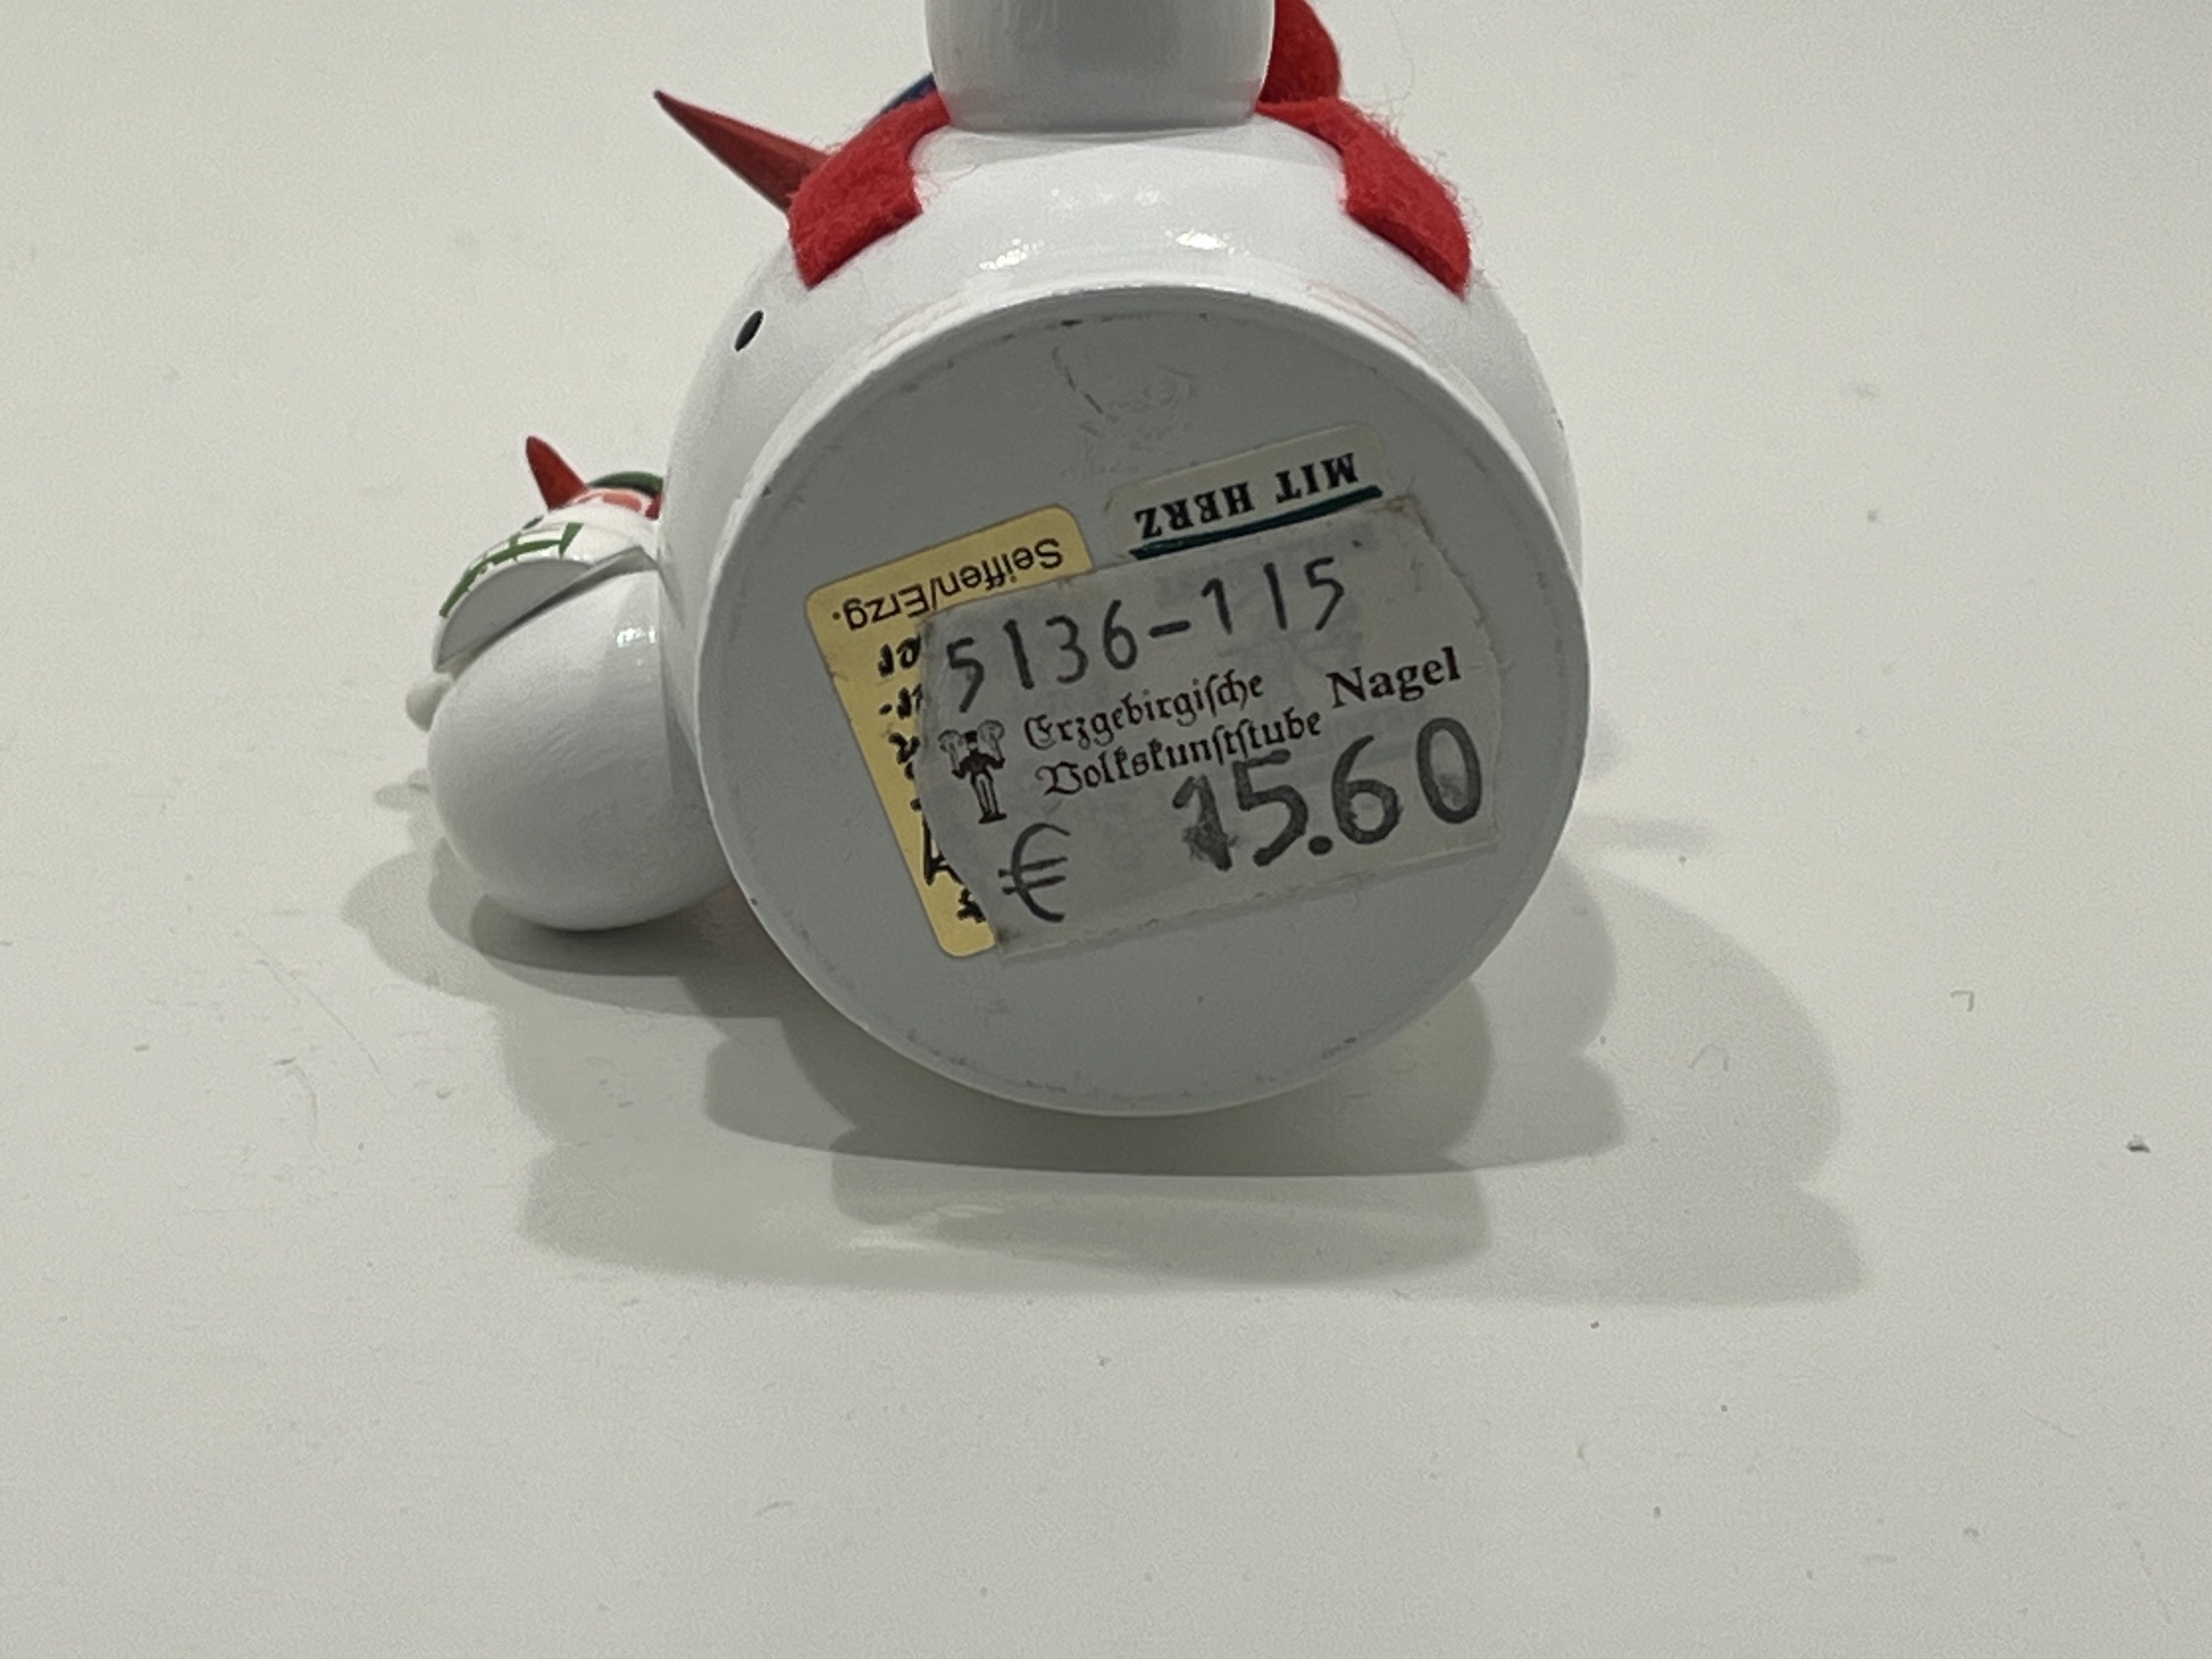 MIT HERZ
Seiffen/Erzg.
5136-115
Erzgebirgiſche
Volkskunſtſtube Nagel
€ 15.60